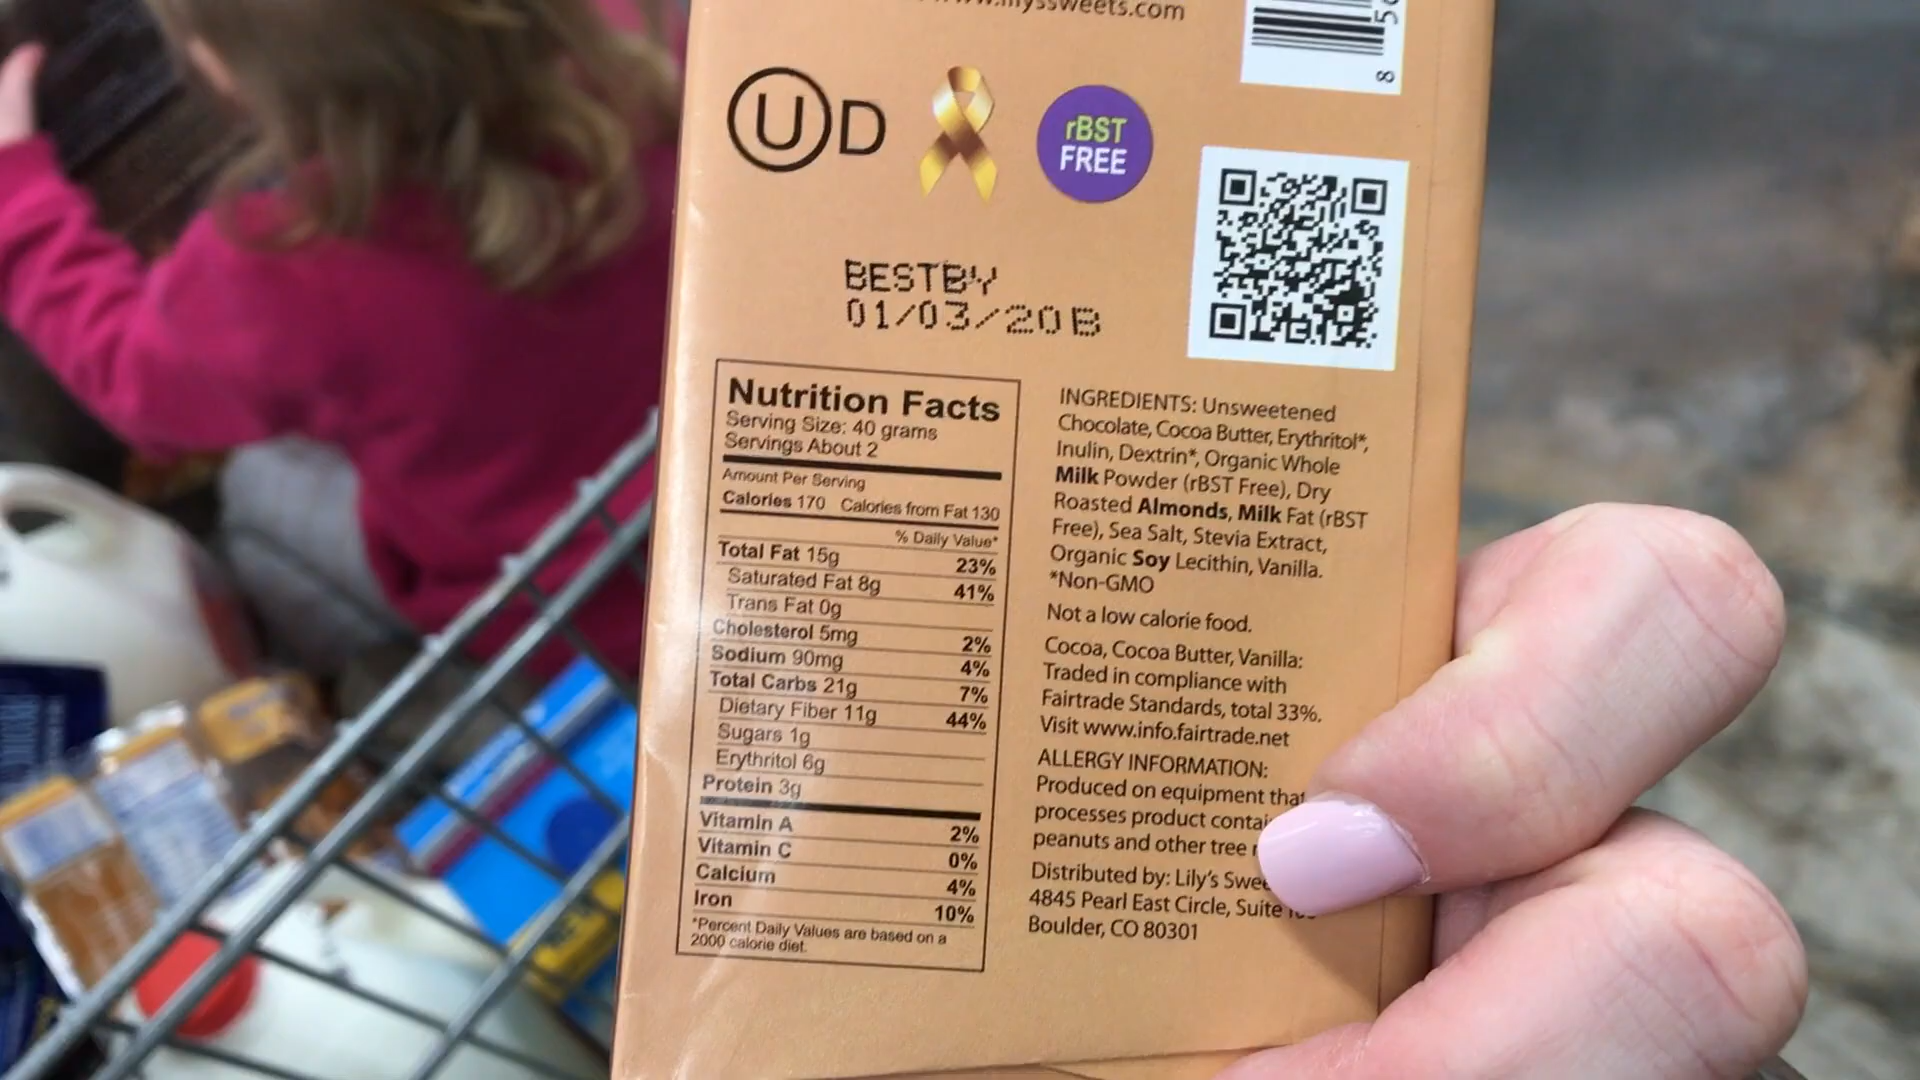 lyssweets.com
8
U D
rBST
FREE
BEST BY
01/03/20 B
Nutrition Facts
Serving Size: 40 grams
Servings About 2
Amount Per Serving
Calories 170 Calories from Fat 130
% Daily Value*
Total Fat 15g 23%
Saturated Fat 8g 41%
Trans Fat 0g
Cholesterol 5mg 2%
Sodium 90mg 4%
Total Carbs 21g 7%
Dietary Fiber 11g 44%
Sugars 1g
Erythritol 6g
Protein 3g
Vitamin A 2%
Vitamin C 0%
Calcium 4%
Iron 10%
*Percent Daily Values are based on a
2000 calorie diet.
INGREDIENTS: Unsweetened
Chocolate, Cocoa Butter, Erythritol*,
Inulin, Dextrin*, Organic Whole
Milk Powder (rBST Free), Dry
Roasted Almonds, Milk Fat (rBST
Free), Sea Salt, Stevia Extract,
Organic Soy Lecithin, Vanilla.
*Non-GMO
Not a low calorie food.
Cocoa, Cocoa Butter, Vanilla:
Traded in compliance with
Fairtrade Standards, total 33%.
Visit www.info.fairtrade.net
ALLERGY INFORMATION:
Produced on equipment that
processes product
peanuts and other tree
Distributed by: Lily's
4845 Pearl East Circle, Suite
Boulder, CO 80301